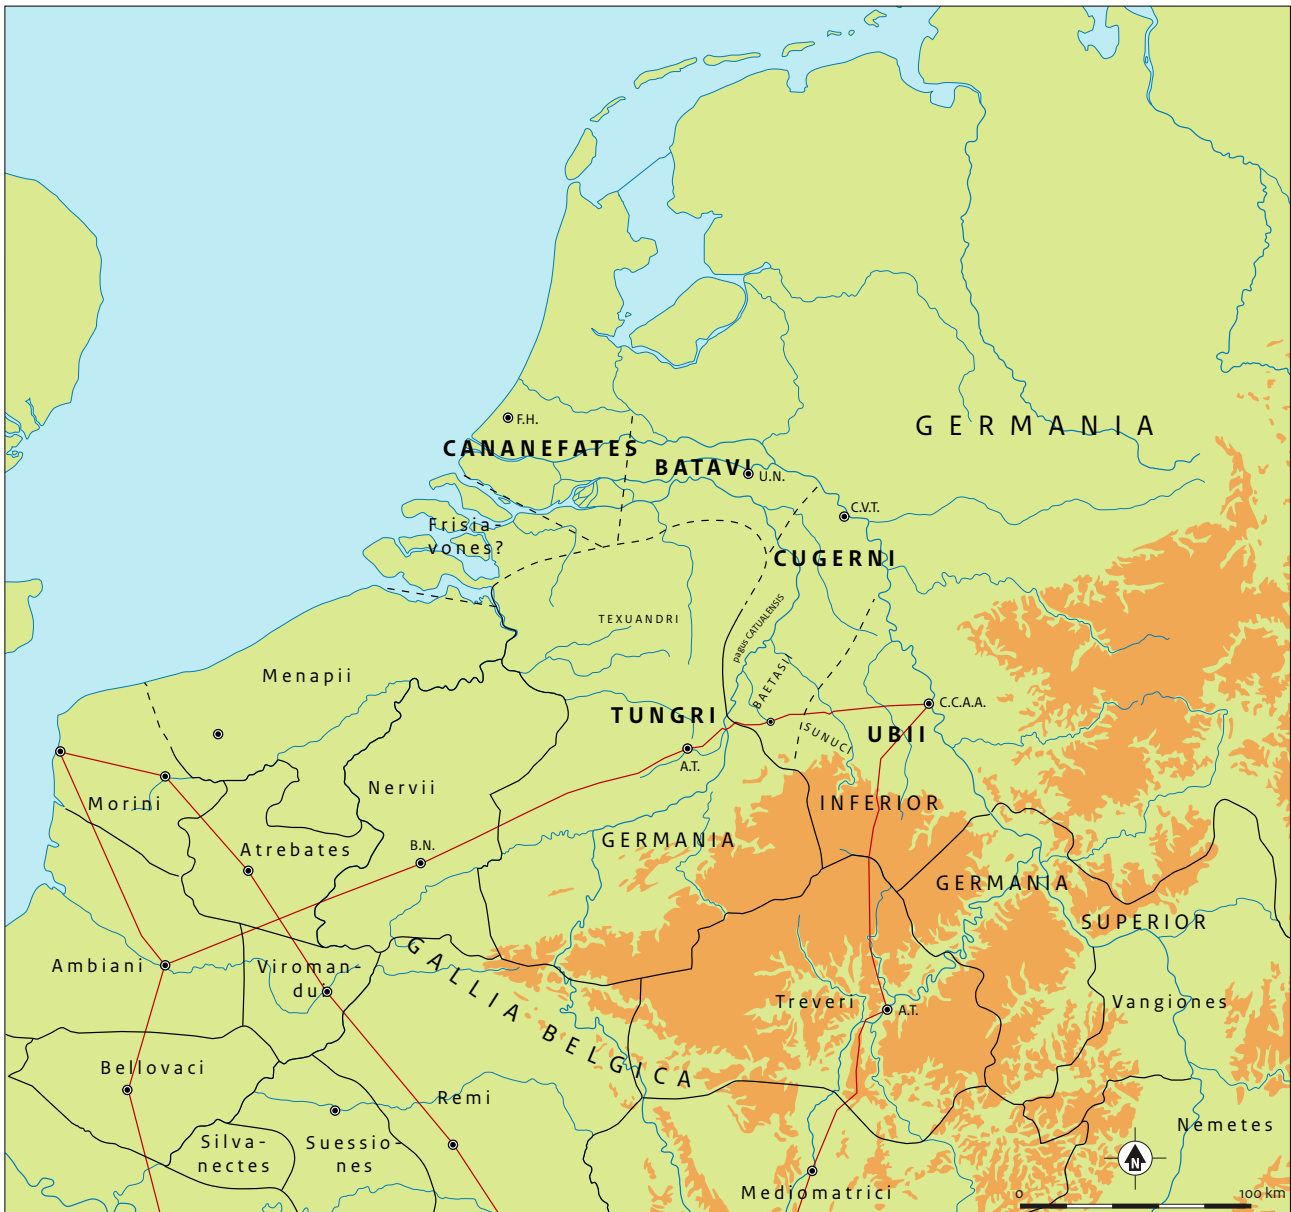 F.H.
GERMANIA
CANANEFATES
BATAVI
U.N.
C.V.T.
Frisia-
vones?
CUGERNI
TEXUANDRI
pagus CATUALENSIS
Menapii
BAETASII
C.C.A.A.
TUNGRI
SUNUCI
UBII
A.T.
Nervii
Morini
INFERIOR
GERMANIA
B.N.
Atrebates
GERMANIA
SUPERIOR
Ambiani
Viroman-
dui
GALLIA BELGICA
Treveri
A.T.
Vangiones
Bellovaci
Remi
Nemetes
Silva-
nectes
Suessio-
nes
N
Mediomatrici
0
100 km